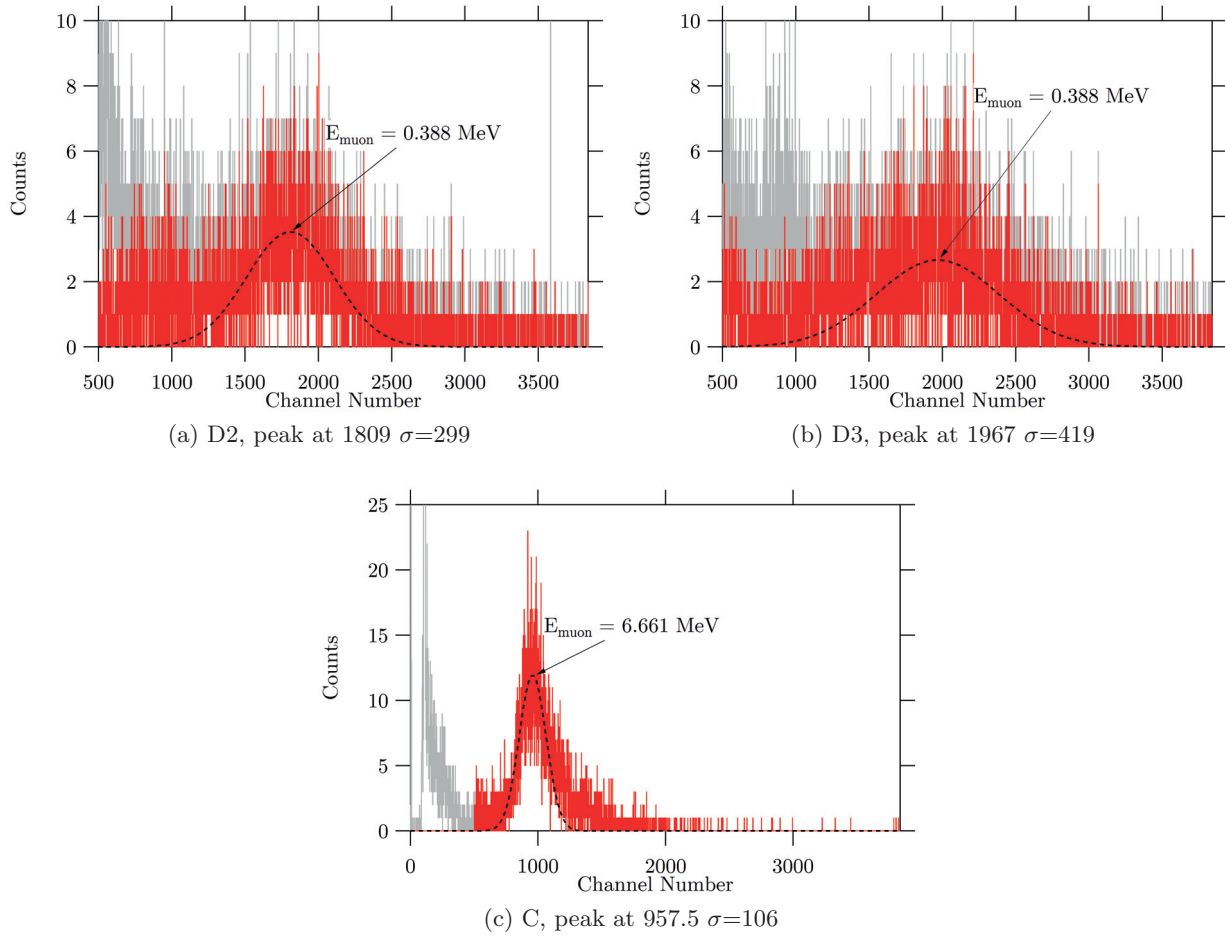 10
8
6
4
2
0
Counts
E_muon = 0.388 MeV
500 1000 1500 2000 2500 3000 3500
Channel Number
(a) D2, peak at 1809 σ=299
10
8
6
4
2
0
Counts
E_muon = 0.388 MeV
500 1000 1500 2000 2500 3000 3500
Channel Number
(b) D3, peak at 1967 σ=419
25
20
15
10
5
0
Counts
E_muon = 6.661 MeV
0 1000 2000 3000
Channel Number
(c) C, peak at 957.5 σ=106